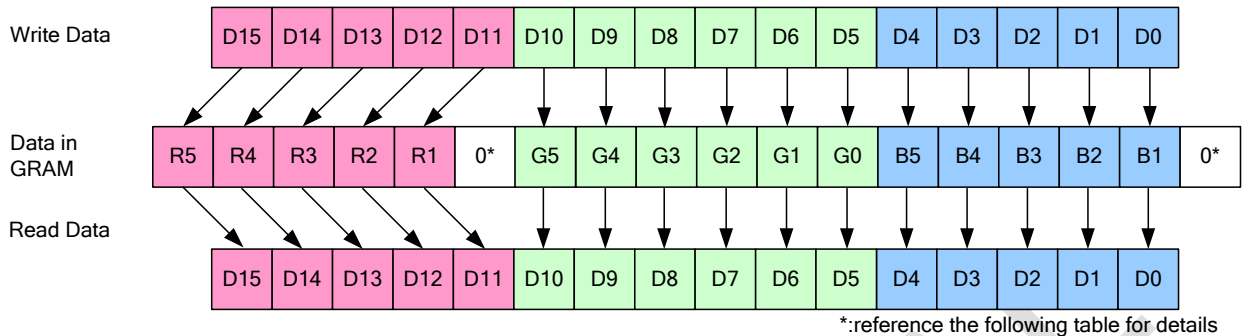 Write Data D15 D14 D13 D12 D11 D10 D9 D8 D7 D6 D5 D4 D3 D2 D1 D0
Data in
GRAM
R5 R4 R3 R2 R1 0* G5 G4 G3 G2 G1 G0 B5 B4 B3 B2 B1 0*
Read Data
D15 D14 D13 D12 D11 D10 D9 D8 D7 D6 D5 D4 D3 D2 D1 D0
*:reference the following table for details